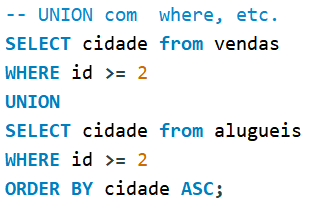 -- UNION com  where, etc.
SELECT cidade from vendas
WHERE id >= 2
UNION
SELECT cidade from alugueis
WHERE id >= 2
ORDER BY cidade ASC;